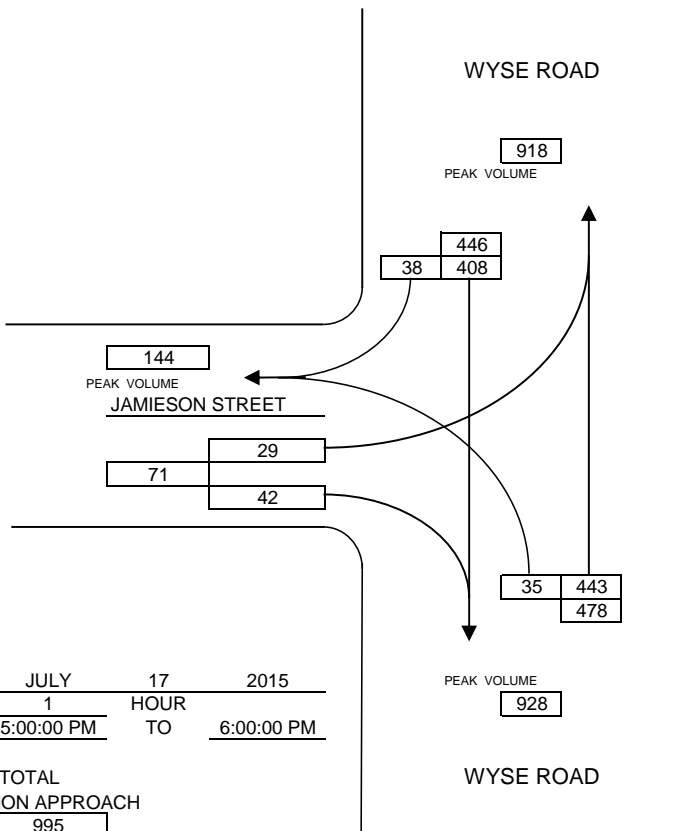 WYSE ROAD
918
PEAK VOLUME
446
38 408
144
PEAK VOLUME
JAMIESON STREET
29
71
42
35 443
478
JULY 17 2015
PEAK VOLUME
1 HOUR
928
5:00:00 PM TO 6:00:00 PM
TOTAL
WYSE ROAD
ION APPROACH
995